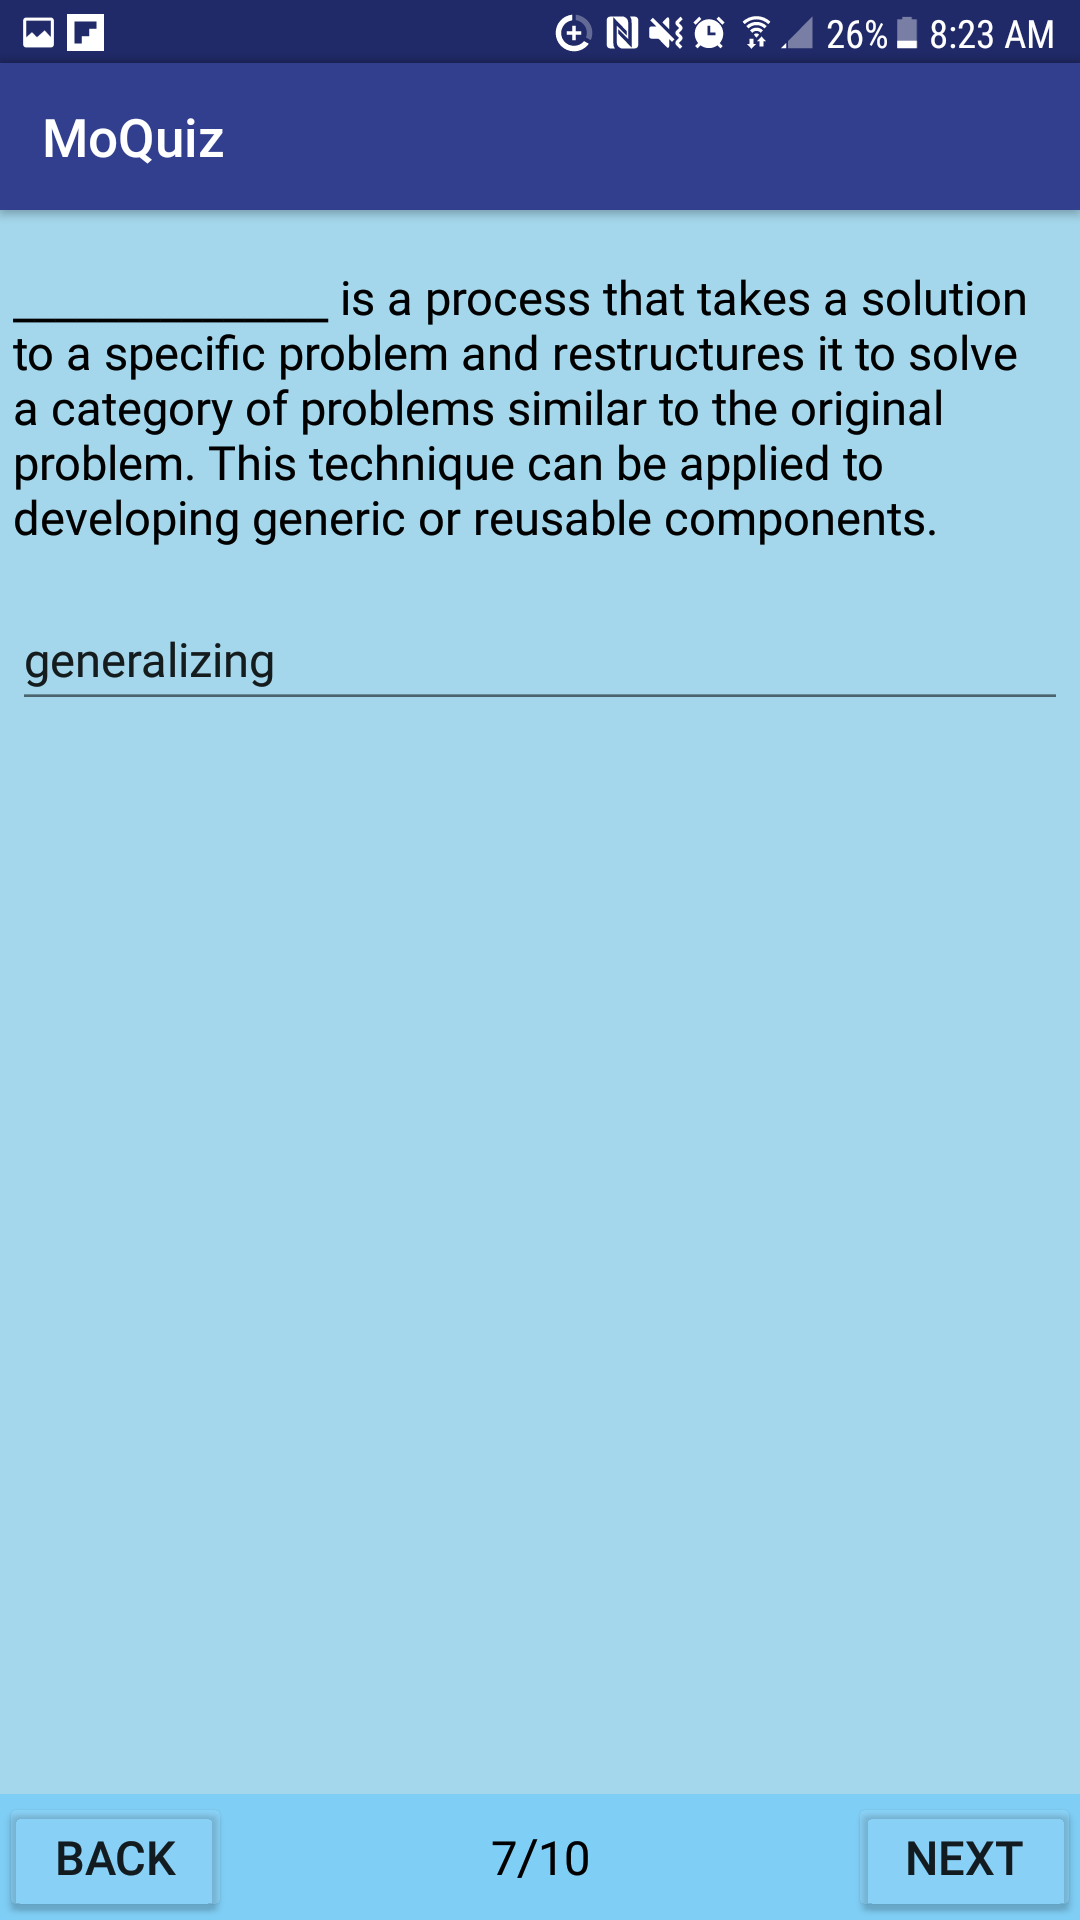 26% 8:23 AM
MoQuiz
______________ is a process that takes a solution
to a specific problem and restructures it to solve
a category of problems similar to the original
problem. This technique can be applied to
developing generic or reusable components.
generalizing
BACK 7/10 NEXT